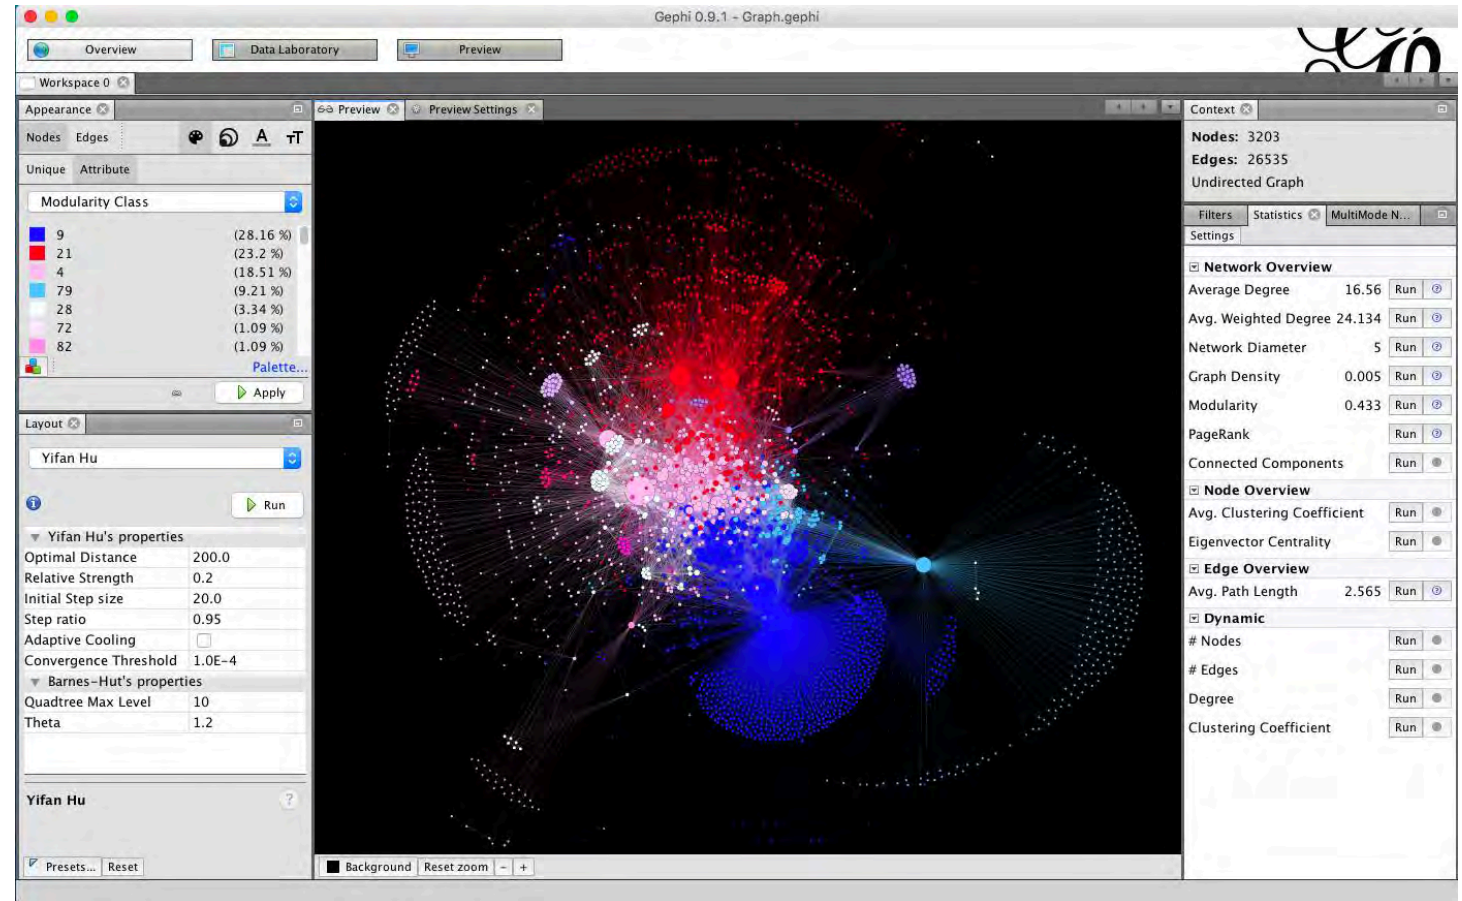 Gephi 0.9.1 - Graph.gephi
Overview
Data Laboratory
Preview
Workspace 0
Appearance
Nodes Edges
A
TT
Unique Attribute
Modularity Class
9 (28.16 %)
21 (23.2 %)
4 (18.51 %)
79 (9.21 %)
28 (3.34 %)
72 (1.09 %)
82 (1.09 %)
Palette...
Apply
Layout
Yifan Hu
Run
Yifan Hu's properties
Optimal Distance 200.0
Relative Strength 0.2
Initial Step size 20.0
Step ratio 0.95
Adaptive Cooling
Convergence Threshold 1.0E-4
Barnes-Hut's properties
Quadtree Max Level 10
Theta 1.2
Yifan Hu
?
Presets... Reset
Preview
Preview Settings
Background Reset zoom - +
Context
Nodes: 3203
Edges: 26535
Undirected Graph
Filters Statistics MultiMode N...
Settings
Network Overview
Average Degree 16.56 Run
Avg. Weighted Degree 24.134 Run
Network Diameter 5 Run
Graph Density 0.005 Run
Modularity 0.433 Run
PageRank Run
Connected Components Run
Node Overview
Avg. Clustering Coefficient Run
Eigenvector Centrality Run
Edge Overview
Avg. Path Length 2.565 Run
Dynamic
# Nodes Run
# Edges Run
Degree Run
Clustering Coefficient Run